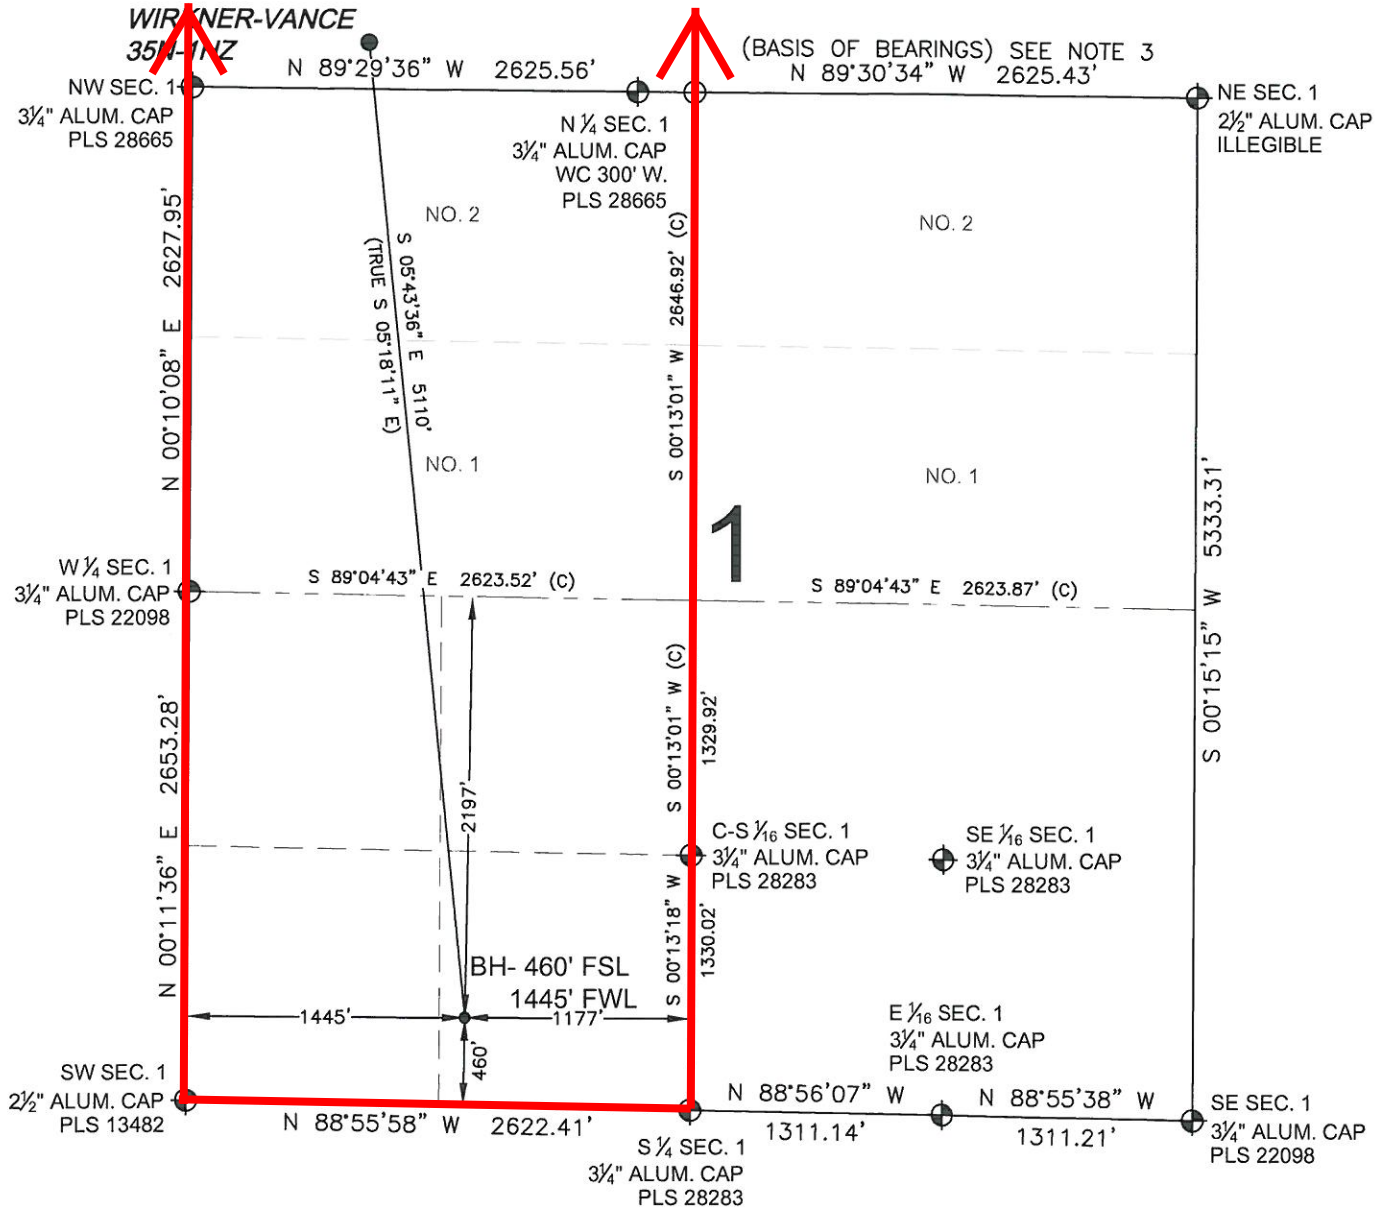 WIRKNER-VANCE
35N-1HZ
(BASIS OF BEARINGS) SEE NOTE 3
N 89°29'36" W 2625.56'
N 89°30'34" W 2625.43'
NW SEC. 1
3¼" ALUM. CAP
PLS 28665
N ¼ SEC. 1
3¼" ALUM. CAP
WC 300' W.
PLS 28665
NE SEC. 1
2½" ALUM. CAP
ILLEGIBLE
N 00°10'08" E 2627.95'
S 05°43'36" E 5110'
(TRUE S 05°18'11" E)
NO. 2
S 00°13'01" W 2646.92' (C)
NO. 2
NO. 1
NO. 1
1
S 00°15'15" W 5333.31'
W ¼ SEC. 1
3¼" ALUM. CAP
PLS 22098
S 89°04'43" E 2623.52' (C)
S 89°04'43" E 2623.87' (C)
N 00°11'36" E 2653.28'
2197'
S 00°13'01" W (C)
1329.92'
C-S 1/16 SEC. 1
3¼" ALUM. CAP
PLS 28283
SE 1/16 SEC. 1
3¼" ALUM. CAP
PLS 28283
S 00°13'18" W
1330.02'
BH- 460' FSL
1445' FWL
1445'
1177'
460'
E 1/16 SEC. 1
3¼" ALUM. CAP
PLS 28283
SW SEC. 1
2½" ALUM. CAP
PLS 13482
N 88°55'58" W 2622.41'
S ¼ SEC. 1
3¼" ALUM. CAP
PLS 28283
N 88°56'07" W
1311.14'
N 88°55'38" W
1311.21'
SE SEC. 1
3¼" ALUM. CAP
PLS 22098